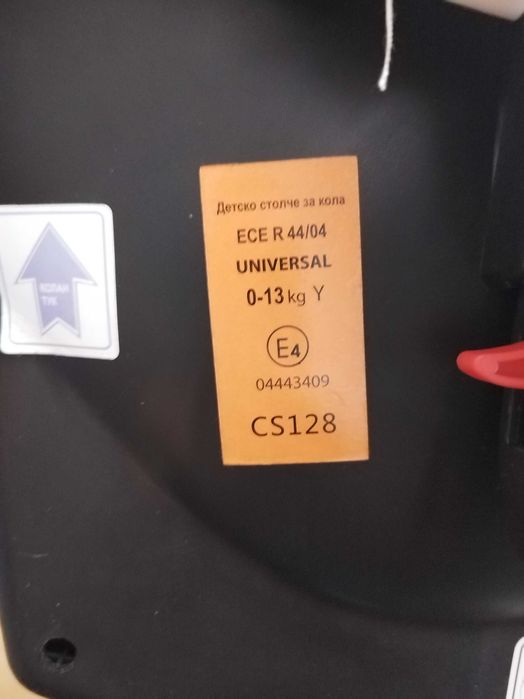 Детско столче за кола
ECE R 44/04
UNIVERSAL
0-13 kg Y
E4
04443409
CS128
КОЛАН
ТУК